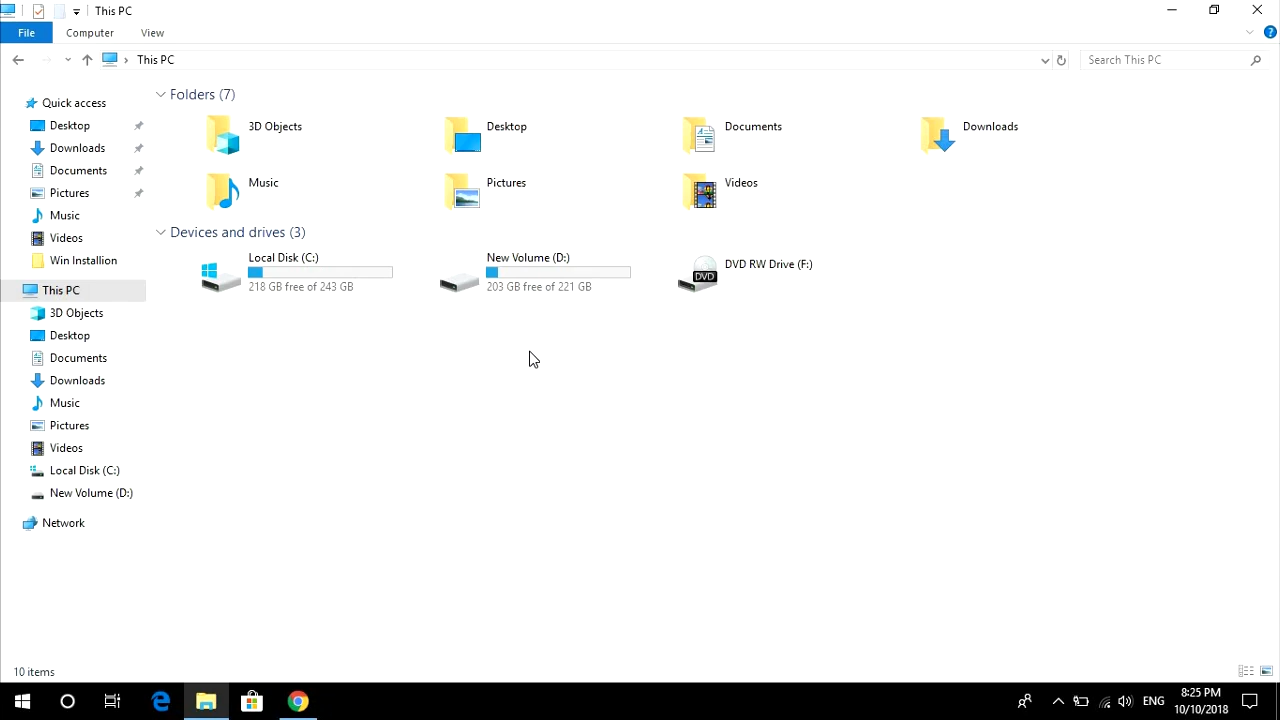 This PC
File Computer View
This PC Search This PC
Quick access
Desktop
Downloads
Documents
Pictures
Music
Videos
Win Installion
This PC
3D Objects
Desktop
Documents
Downloads
Music
Pictures
Videos
Local Disk (C:)
New Volume (D:)
Network
Folders (7)
3D Objects Desktop Documents Downloads
Music Pictures Videos
Devices and drives (3)
Local Disk (C:)
218 GB free of 243 GB
New Volume (D:)
203 GB free of 221 GB
DVD RW Drive (F:)
DVD
10 items
ENG
8:25 PM
10/10/2018